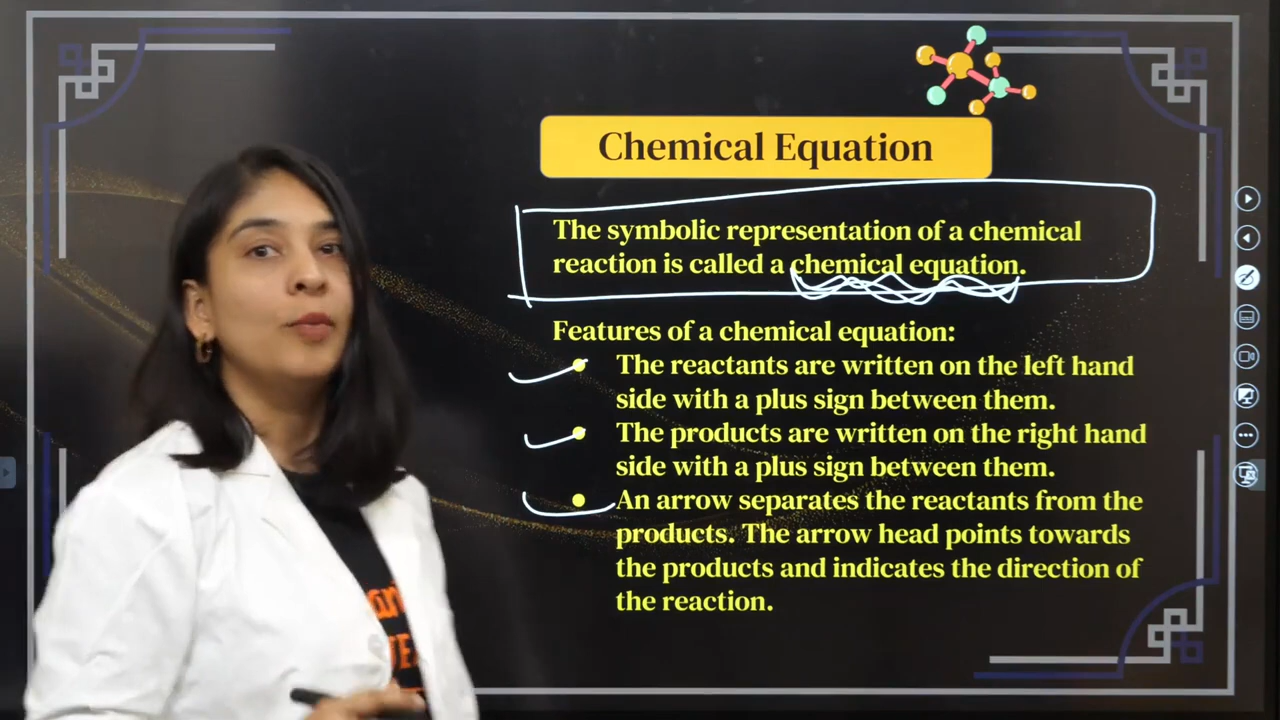 Chemical Equation
The symbolic representation of a chemical
reaction is called a chemical equation.
Features of a chemical equation:
The reactants are written on the left hand
side with a plus sign between them.
The products are written on the right hand
side with a plus sign between them.
An arrow separates the reactants from the
products. The arrow head points towards
the products and indicates the direction of
the reaction.